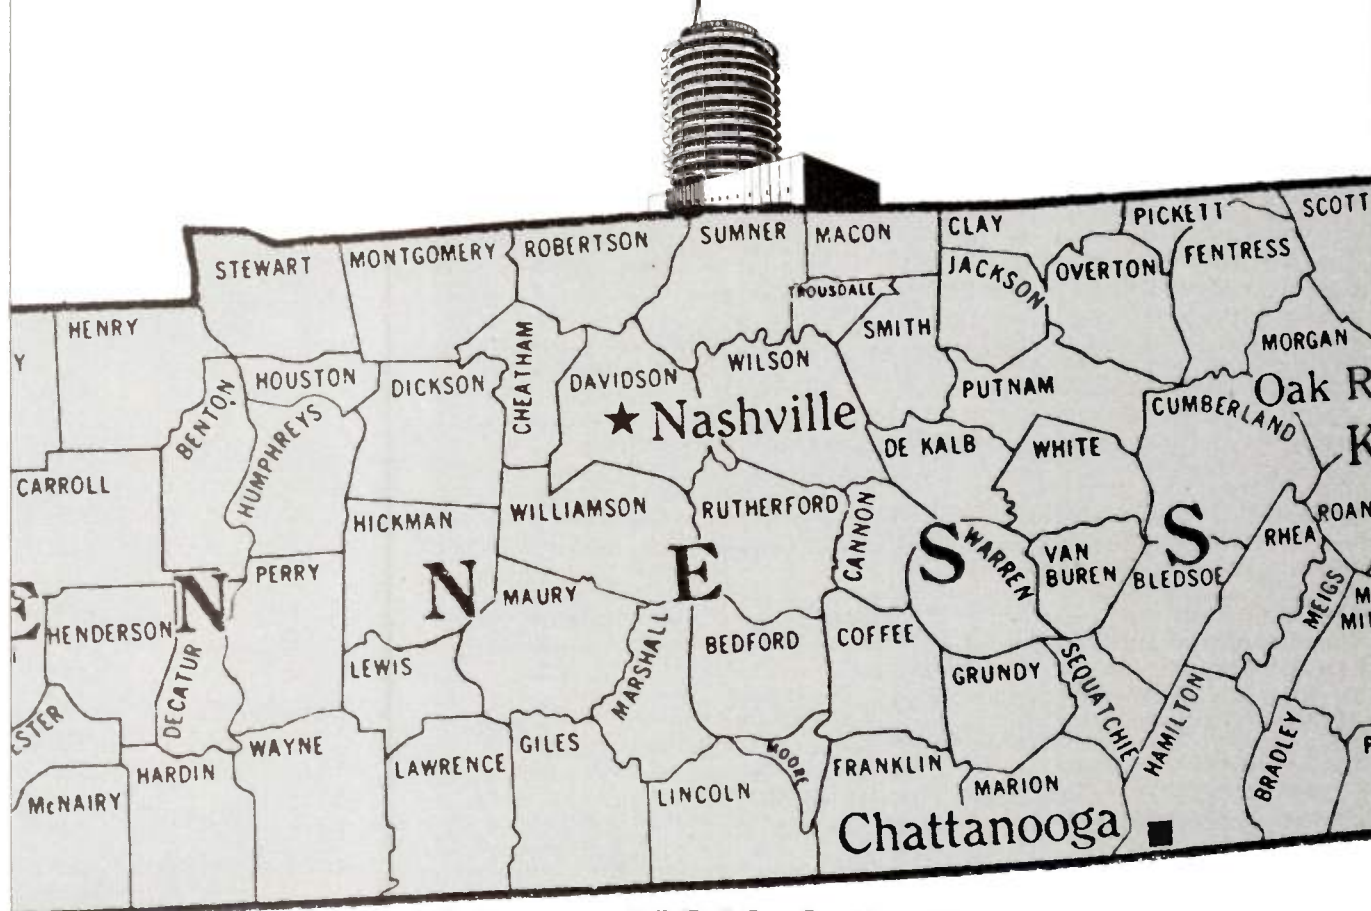 CLAY
PICKETT
SCOTT
STEWART
MONTGOMERY
ROBERTSON
SUMNER
MACON
JACKSON
OVERTON
FENTRESS
TROUSDALE
HENRY
Y
SMITH
MORGAN
CHEATHAM
WILSON
HOUSTON
DICKSON
DAVIDSON
PUTNAM
Oak R
BENTON
HUMPHREYS
★ Nashville
CUMBERLAND
K
DE KALB
WHITE
CARROLL
HICKMAN
WILLIAMSON
RUTHERFORD
CANNON
ROAN
RHEA
E N N E S S
WARREN
VAN
BUREN
BLEDSOE
PERRY
MAURY
MEIGS
M
MI
HENDERSON
DECATUR
LEWIS
MARSHALL
BEDFORD
COFFEE
GRUNDY
SEQUATCHIE
HAMILTON
ESTER
WAYNE
LAWRENCE
GILES
MOORE
FRANKLIN
BRADLEY
HARDIN
McNAIRY
LINCOLN
MARION
Chattanooga